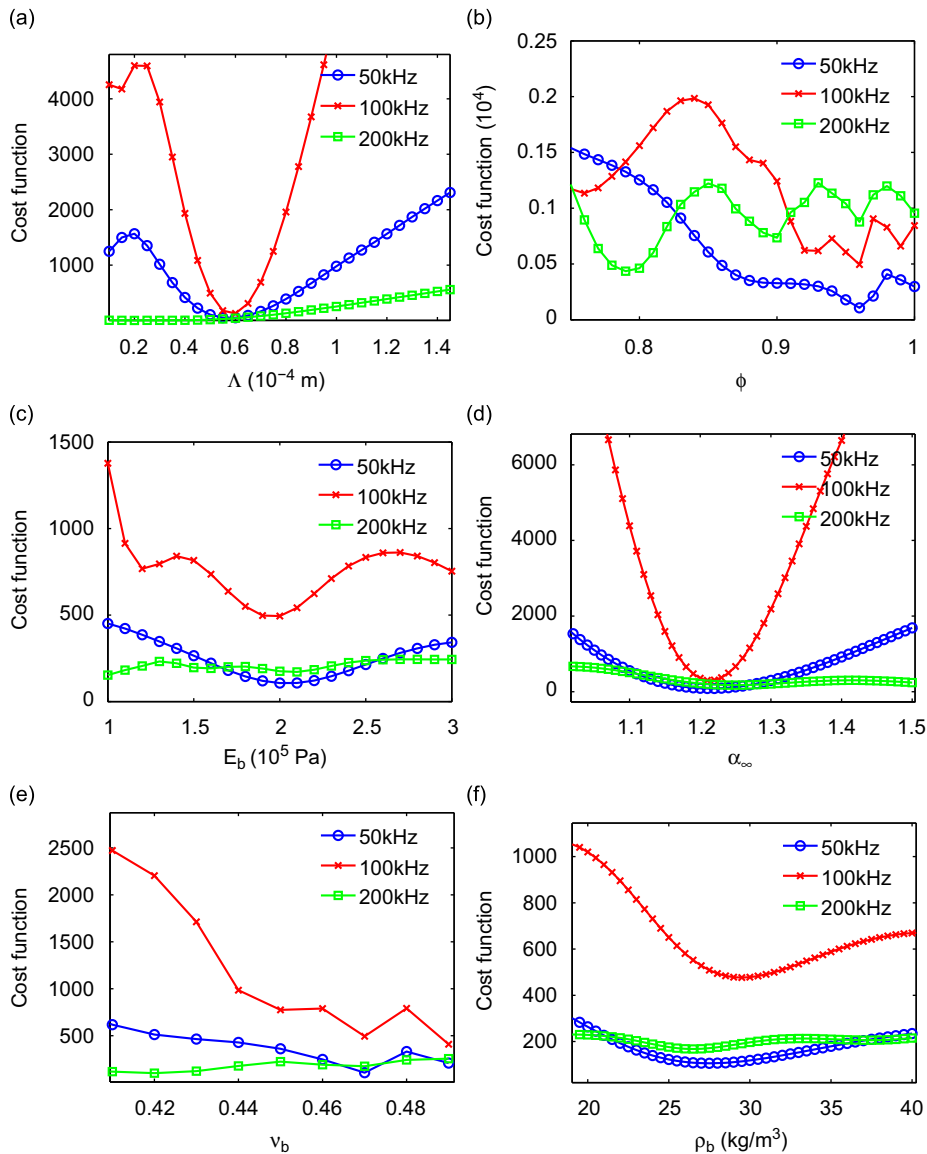 (a)
Cost function
4000
3000
2000
1000
0.2 0.4 0.6 0.8 1 1.2 1.4
Λ (10⁻⁴ m)
50kHz
100kHz
200kHz
(b)
Cost function (10⁴)
0.25
0.2
0.15
0.1
0.05
0
0.8 0.9 1
ϕ
50kHz
100kHz
200kHz
(c)
Cost function
1500
1000
500
0
1 1.5 2 2.5 3
E_b (10⁵ Pa)
50kHz
100kHz
200kHz
(d)
Cost function
6000
4000
2000
0
1.1 1.2 1.3 1.4 1.5
α_∞
50kHz
100kHz
200kHz
(e)
Cost function
2500
2000
1500
1000
500
0.42 0.44 0.46 0.48
ν_b
50kHz
100kHz
200kHz
(f)
Cost function
1000
800
600
400
200
20 25 30 35 40
ρ_b (kg/m³)
50kHz
100kHz
200kHz